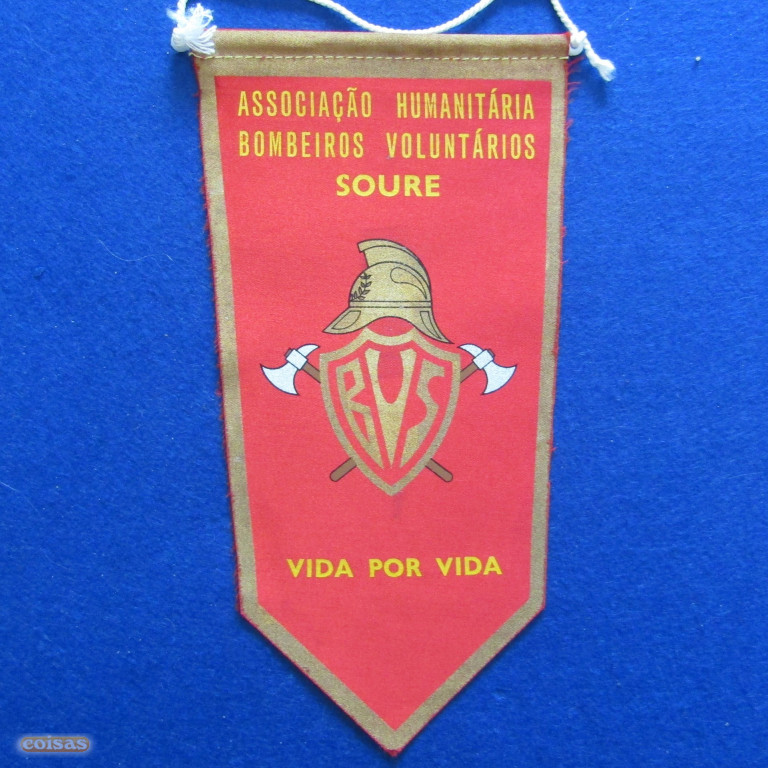 ASSOCIAÇÃO HUMANITÁRIA
BOMBEIROS VOLUNTÁRIOS
SOURE
BVS
VIDA POR VIDA
coisas